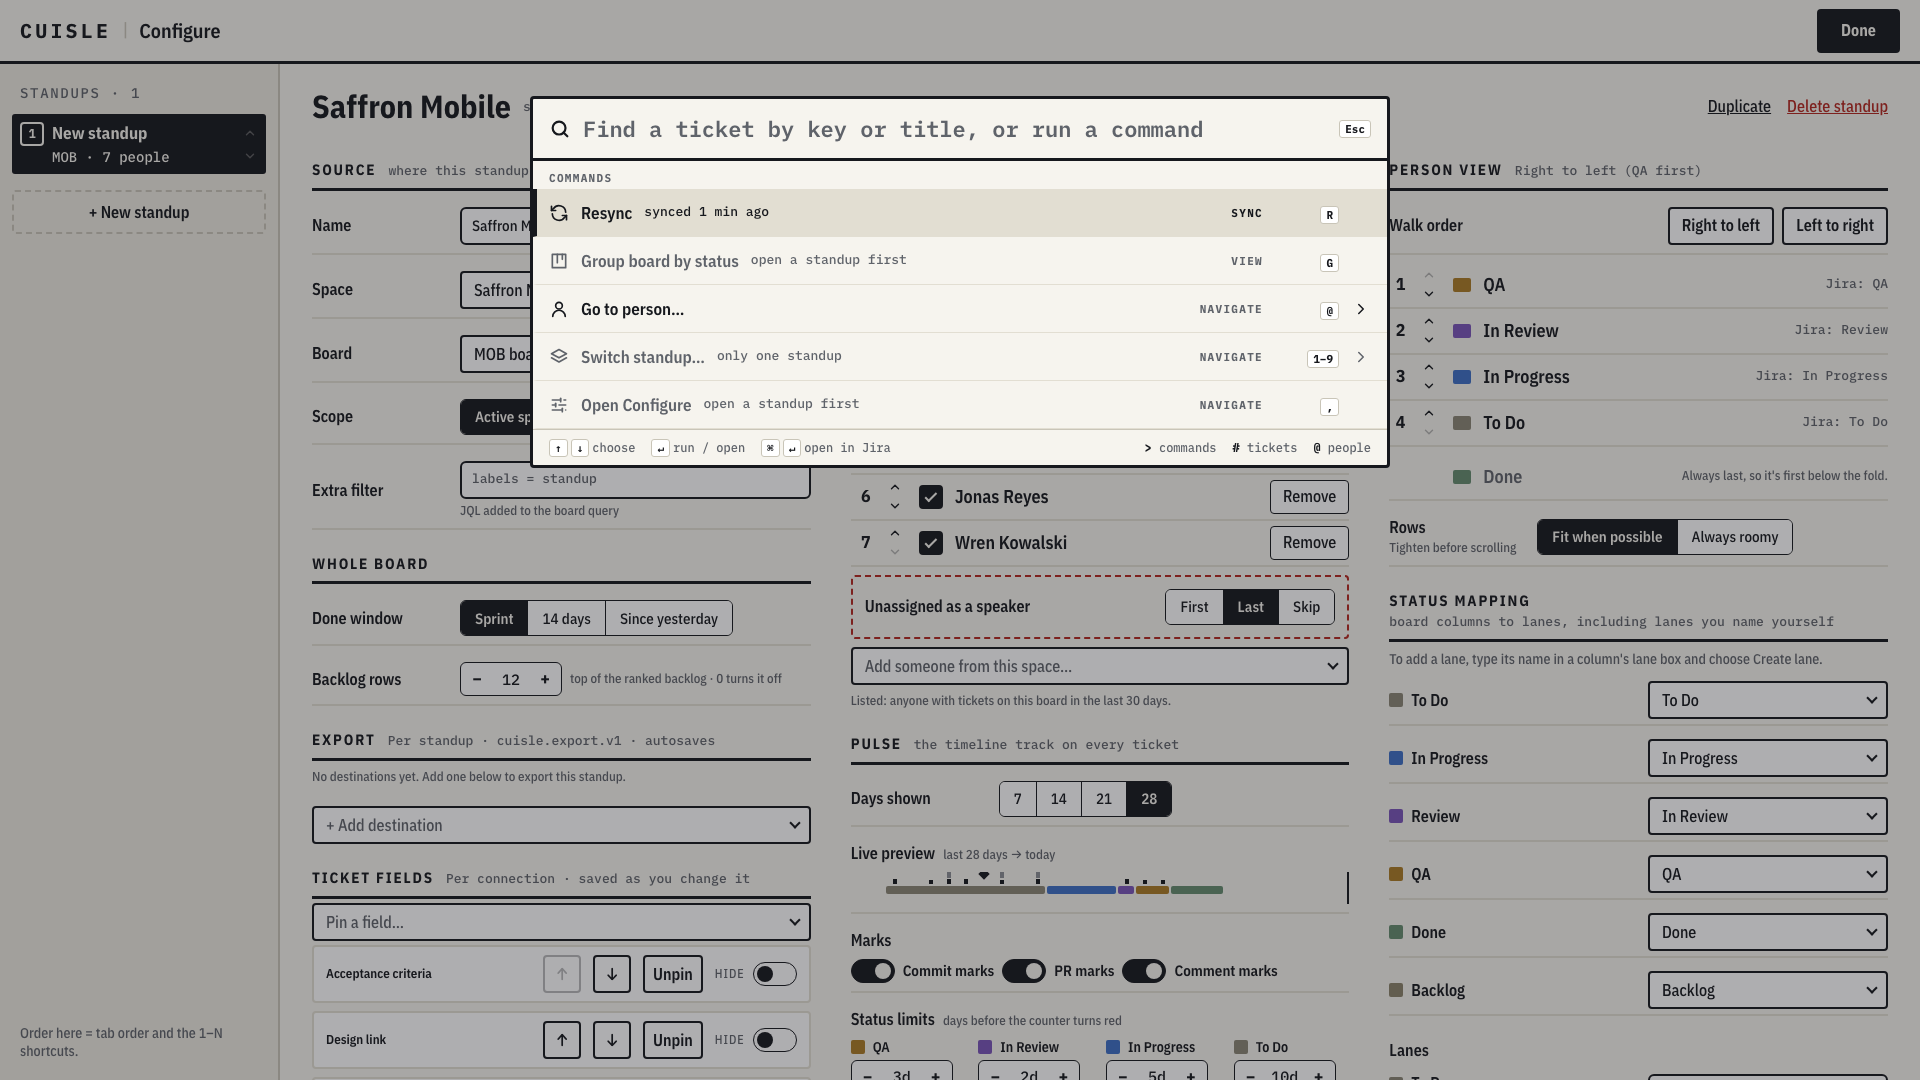 CUISLE
Configure
Done
STANDUPS · 1
1 New standup
MOB · 7 people
+ New standup
Order here = tab order and the 1–N
shortcuts.
Saffron Mobile
Duplicate
Delete standup
Find a ticket by key or title, or run a command
Esc
COMMANDS
Resync synced 1 min ago SYNC R
Group board by status open a standup first VIEW G
Go to person... NAVIGATE @
Switch standup... only one standup NAVIGATE 1–9
Open Configure open a standup first NAVIGATE ,
↑ ↓ choose ↵ run / open ⌘ ↵ open in Jira > commands # tickets @ people
SOURCE where this standup
Name
Saffron M
Space
Saffron
Board
MOB boa
Scope
Active sp
Extra filter
labels = standup
JQL added to the board query
WHOLE BOARD
Done window
Sprint 14 days Since yesterday
Backlog rows
− 12 + top of the ranked backlog · 0 turns it off
EXPORT Per standup · cuisle.export.v1 · autosaves
No destinations yet. Add one below to export this standup.
+ Add destination
TICKET FIELDS Per connection · saved as you change it
Pin a field...
Acceptance criteria ↑ ↓ Unpin HIDE
Design link ↑ ↓ Unpin HIDE
6 Jonas Reyes Remove
7 Wren Kowalski Remove
Unassigned as a speaker First Last Skip
Add someone from this space...
Listed: anyone with tickets on this board in the last 30 days.
PULSE the timeline track on every ticket
Days shown 7 14 21 28
Live preview last 28 days → today
Marks
Commit marks PR marks Comment marks
Status limits days before the counter turns red
QA In Review In Progress To Do
− 3d + − 2d + − 5d + − 10d +
PERSON VIEW Right to left (QA first)
Walk order Right to left Left to right
1 QA Jira: QA
2 In Review Jira: Review
3 In Progress Jira: In Progress
4 To Do Jira: To Do
Done Always last, so it's first below the fold.
Rows
Tighten before scrolling
Fit when possible Always roomy
STATUS MAPPING
board columns to lanes, including lanes you name yourself
To add a lane, type its name in a column's lane box and choose Create lane.
To Do To Do
In Progress In Progress
Review In Review
QA QA
Done Done
Backlog Backlog
Lanes